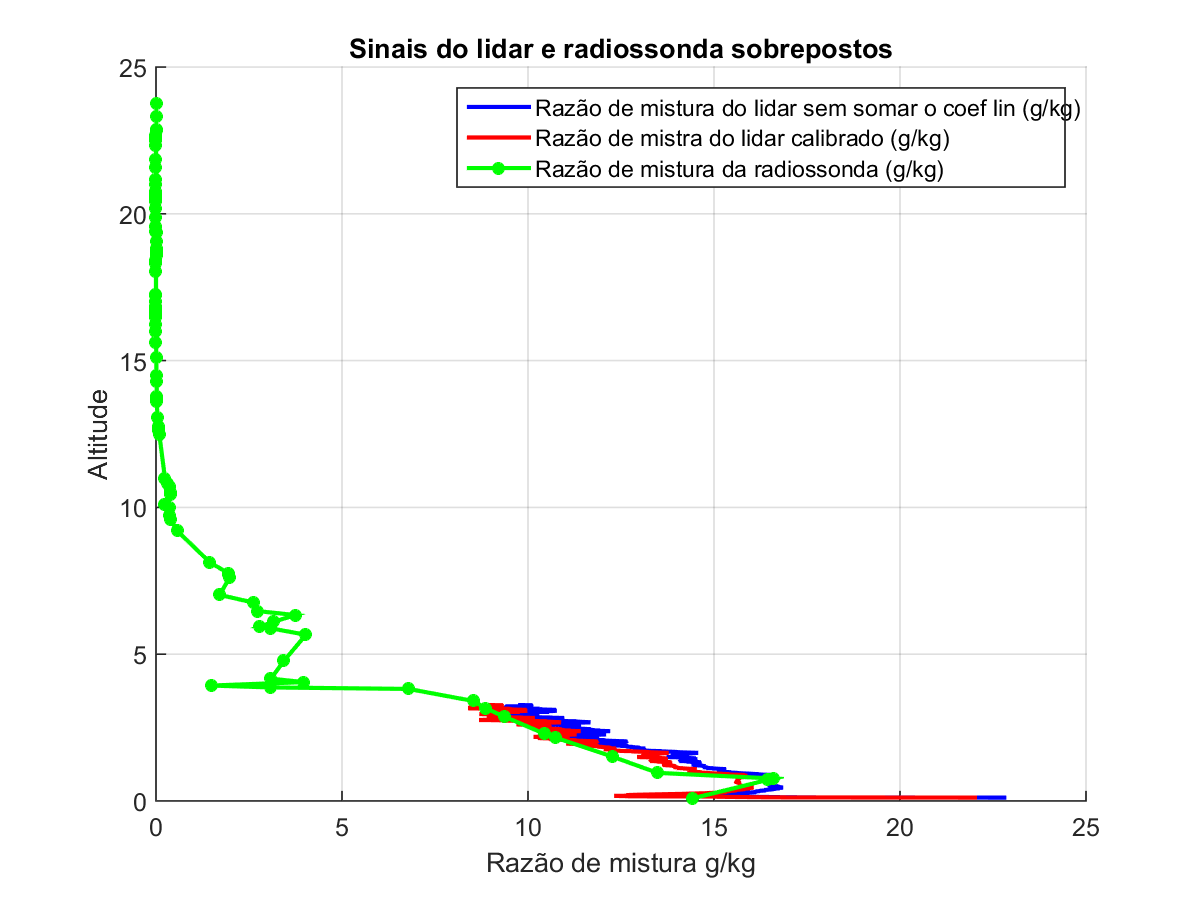 Sinais do lidar e radiossonda sobrepostos
25
Razão de mistura do lidar sem somar o coef lin (g/kg)
Razão de mistra do lidar calibrado (g/kg)
Razão de mistura da radiossonda (g/kg)
20
15
Altitude
10
5
0
0 5 10 15 20 25
Razão de mistura g/kg